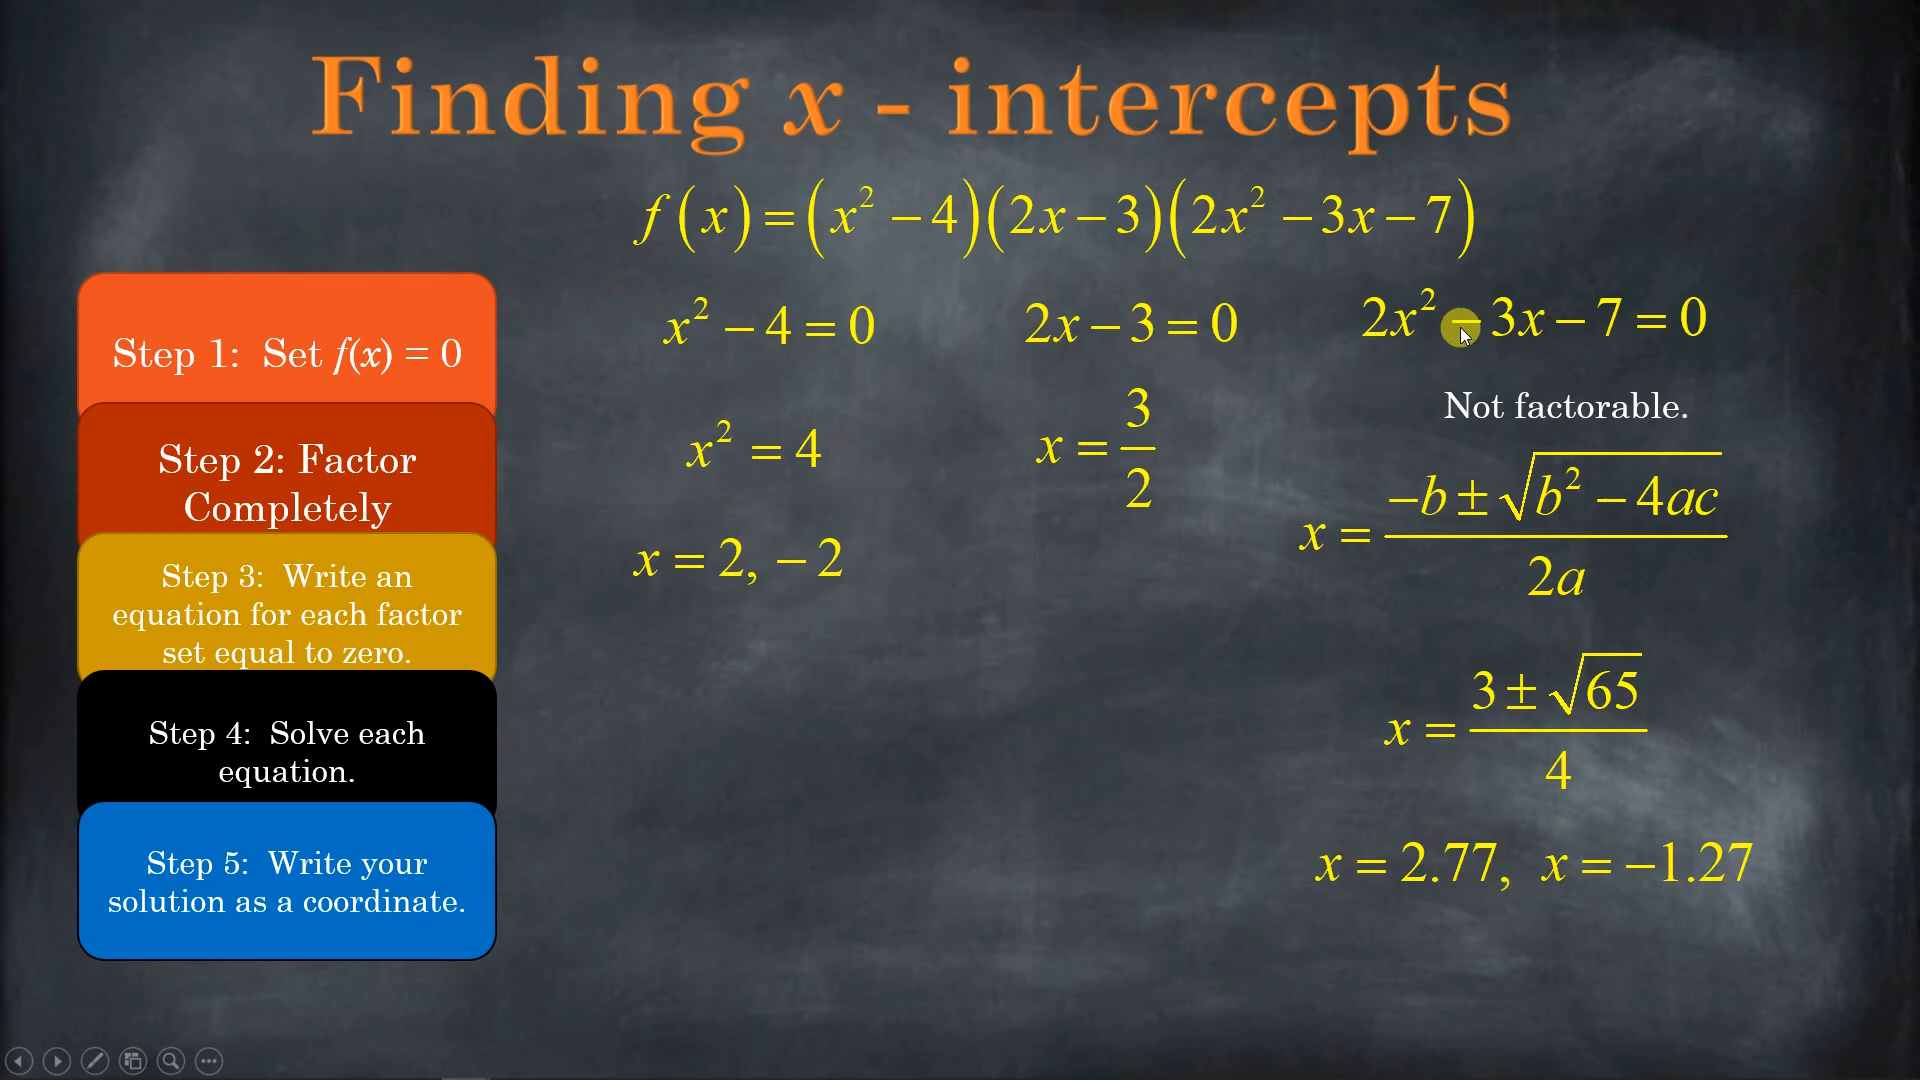 Finding x - intercepts
f(x) = (x² − 4)(2x − 3)(2x² − 3x − 7)
Step 1: Set f(x) = 0
Step 2: Factor
Completely
Step 3: Write an
equation for each factor
set equal to zero.
Step 4: Solve each
equation.
Step 5: Write your
solution as a coordinate.
x² − 4 = 0
x² = 4
x = 2, − 2
2x − 3 = 0
x = 3/2
2x² − 3x − 7 = 0
Not factorable.
x = (−b ± √(b² − 4ac))/(2a)
x = (3 ± √65)/4
x = 2.77, x = −1.27